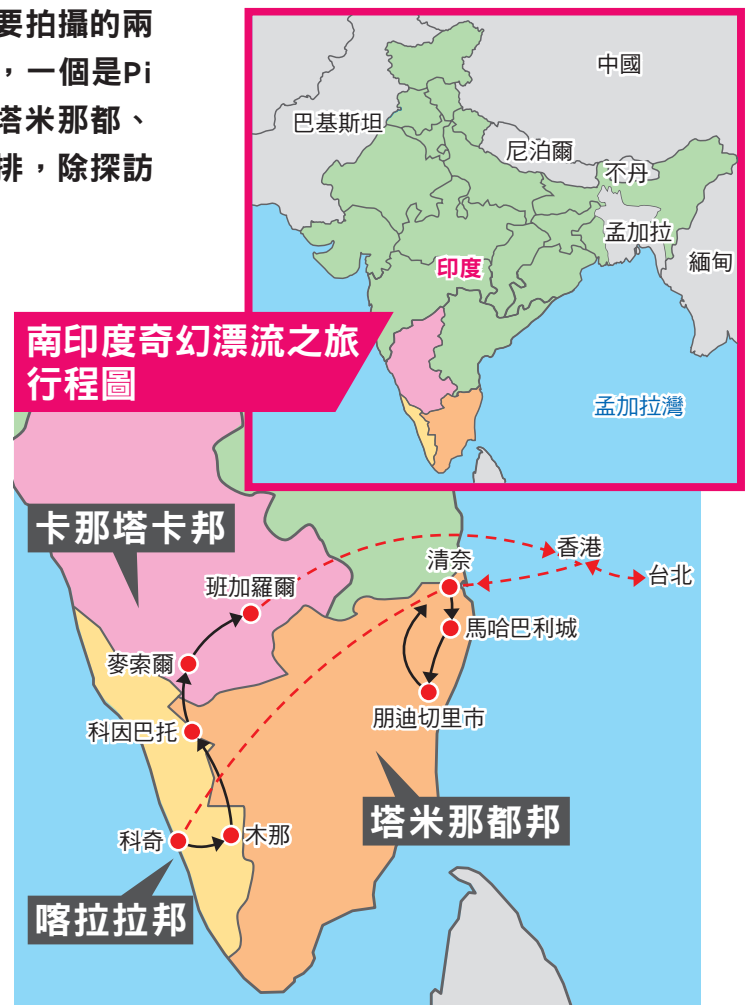 要拍攝的兩
，一個是Pi
塔米那都、
排，除探訪
中國
巴基斯坦
尼泊爾
不丹
孟加拉
緬甸
印度
孟加拉灣
南印度奇幻漂流之旅
行程圖
卡那塔卡邦
香港
清奈
台北
班加羅爾
馬哈巴利城
麥索爾
朋迪切里市
科因巴托
塔米那都邦
科奇
木那
喀拉拉邦